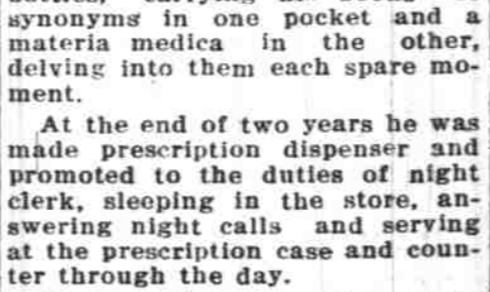 synonyms in one pocket and a
materia medica in the other,
delving into them each spare mo-
ment.
At the end of two years he was
made prescription dispenser and
promoted to the duties of night
clerk, sleeping in the store, an-
swering night calls and serving
at the prescription case and coun-
ter through the day.